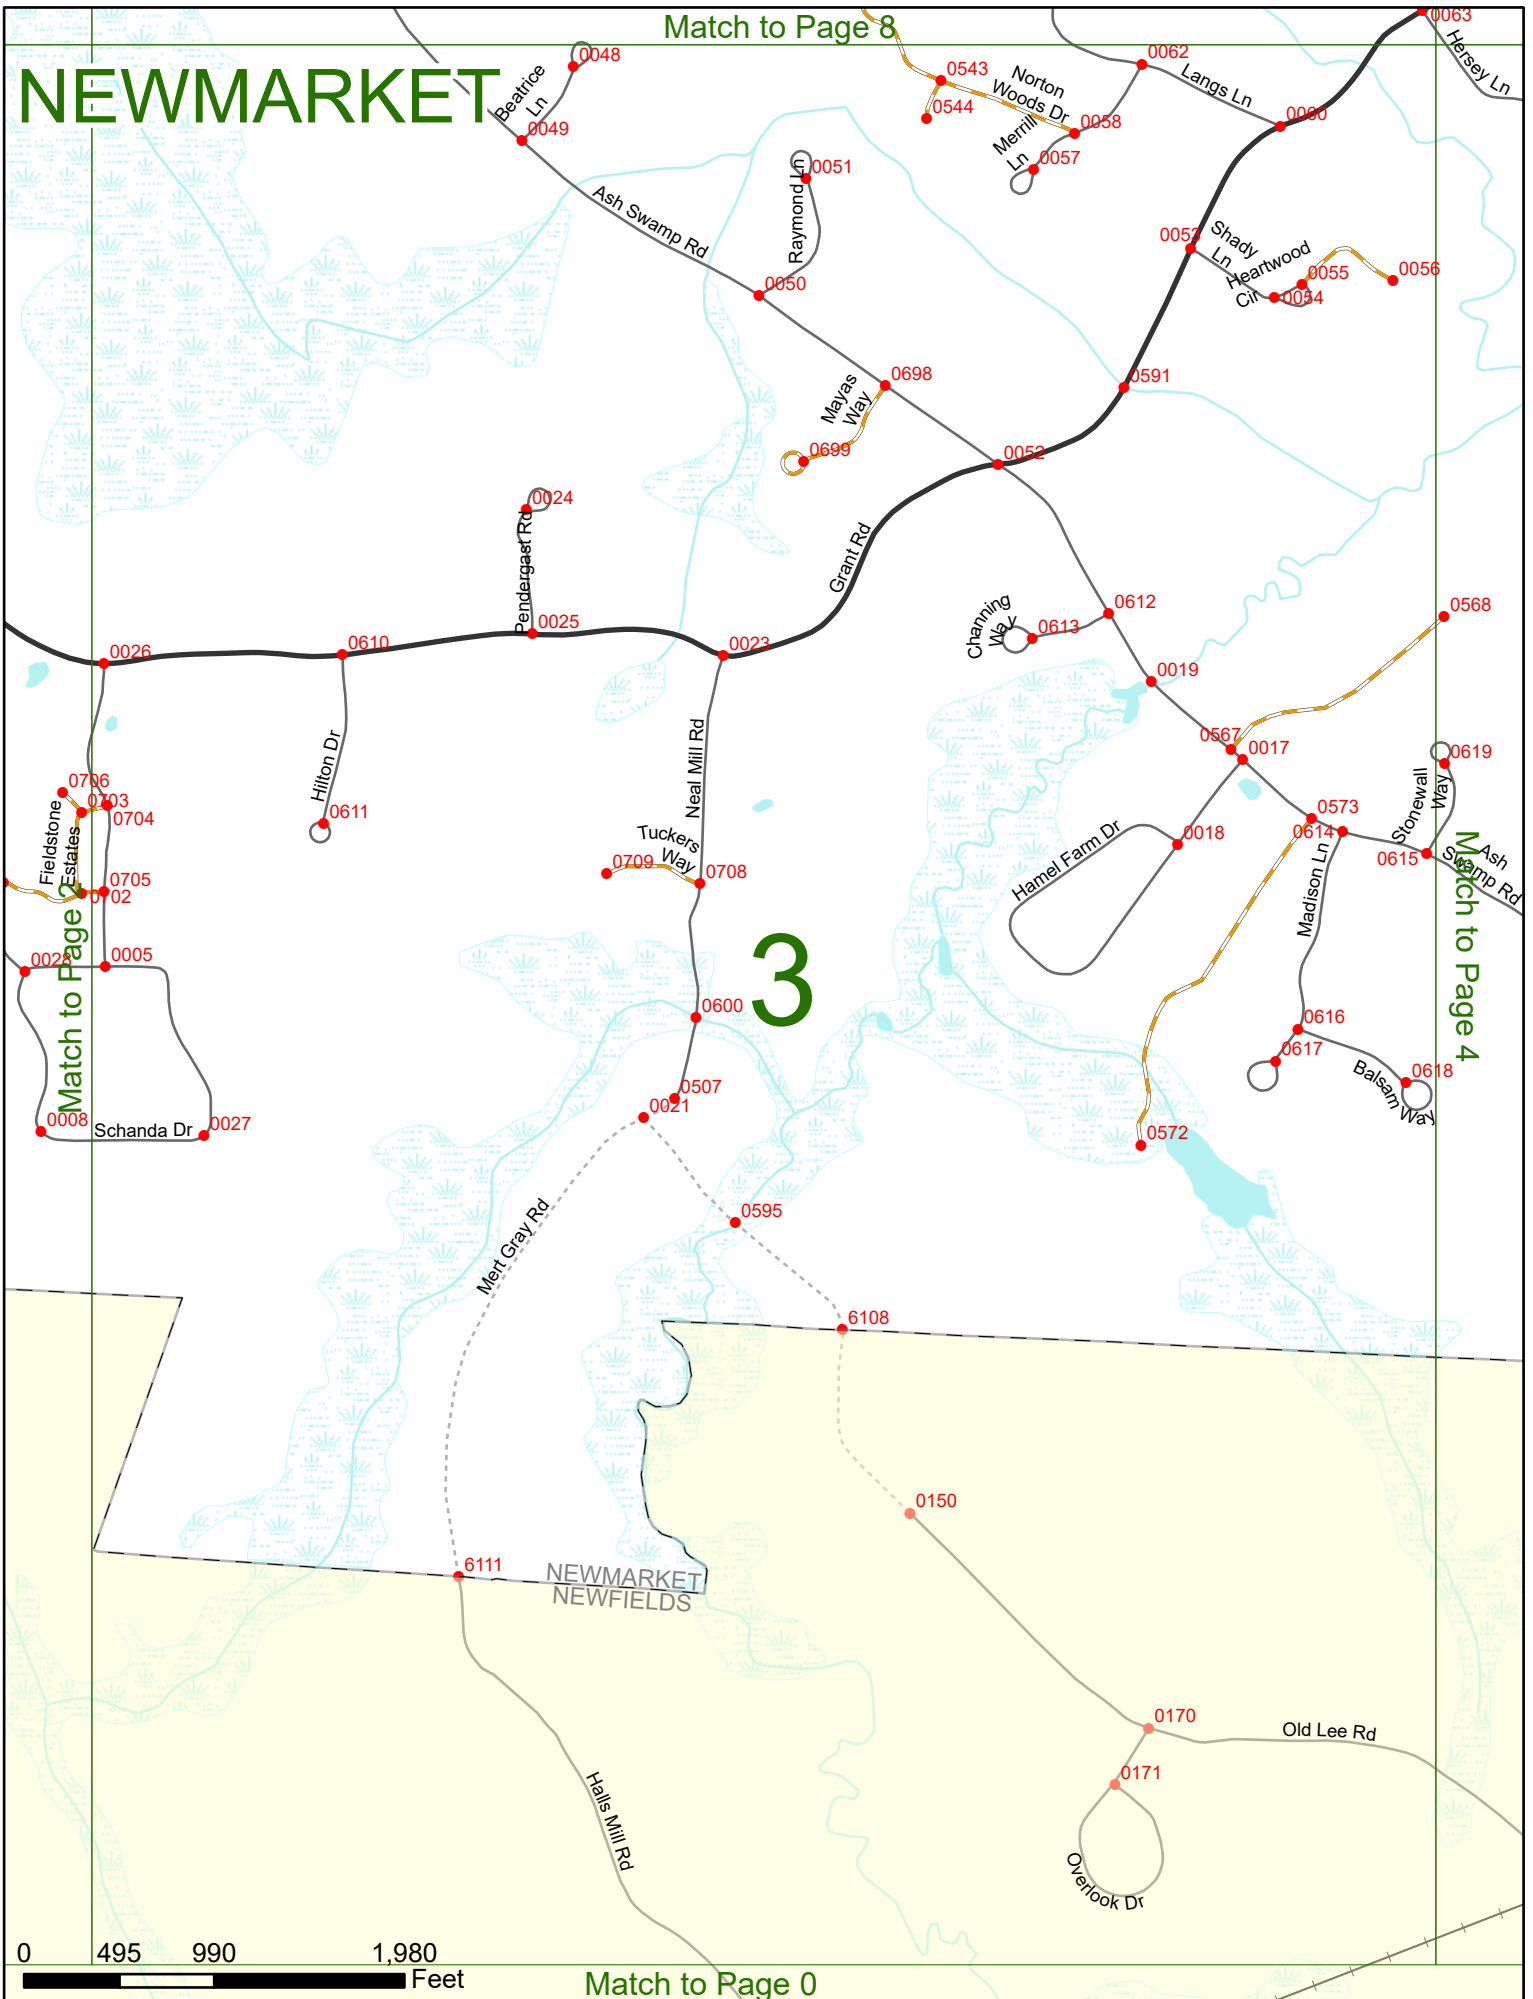 Match to Page 8
NEWMARKET
0063
Hersey Ln
0048
0062
Beatrice
Ln
0543
Norton
Woods Dr
Langs Ln
0544
0060
0049
0058
Merrill
Ln
0057
0051
Raymond Ln
Ash Swamp Rd
0053
Shady
Ln
Heartwood
Cir
0055
0056
0054
0050
0698
0591
Mayas
Way
0699
0052
0024
Pendergast Rd
Grant Rd
0612
0568
Channing
Way
0613
0025
0023
0026
0610
0019
Hilton Dr
Neal Mill Rd
0567
0017
0619
Stonewall
Way
0706
0703
0704
0611
Fieldstone
Estates
0573
0614
Tuckers
Way
0709
0708
Hamel Farm Dr
0018
Madison Ln
0615
Ash
Swamp Rd
0705
0702
Match to Page 2
Match to Page 4
0028
0005
3
0600
0616
0617
0618
Balsam Way
0507
0021
0008
Schanda Dr
0027
0572
Mert Gray Rd
0595
6108
0150
6111
NEWMARKET
NEWFIELDS
0170
Old Lee Rd
0171
Halls Mill Rd
Overlook Dr
0
495
990
1,980
Feet
Match to Page 0